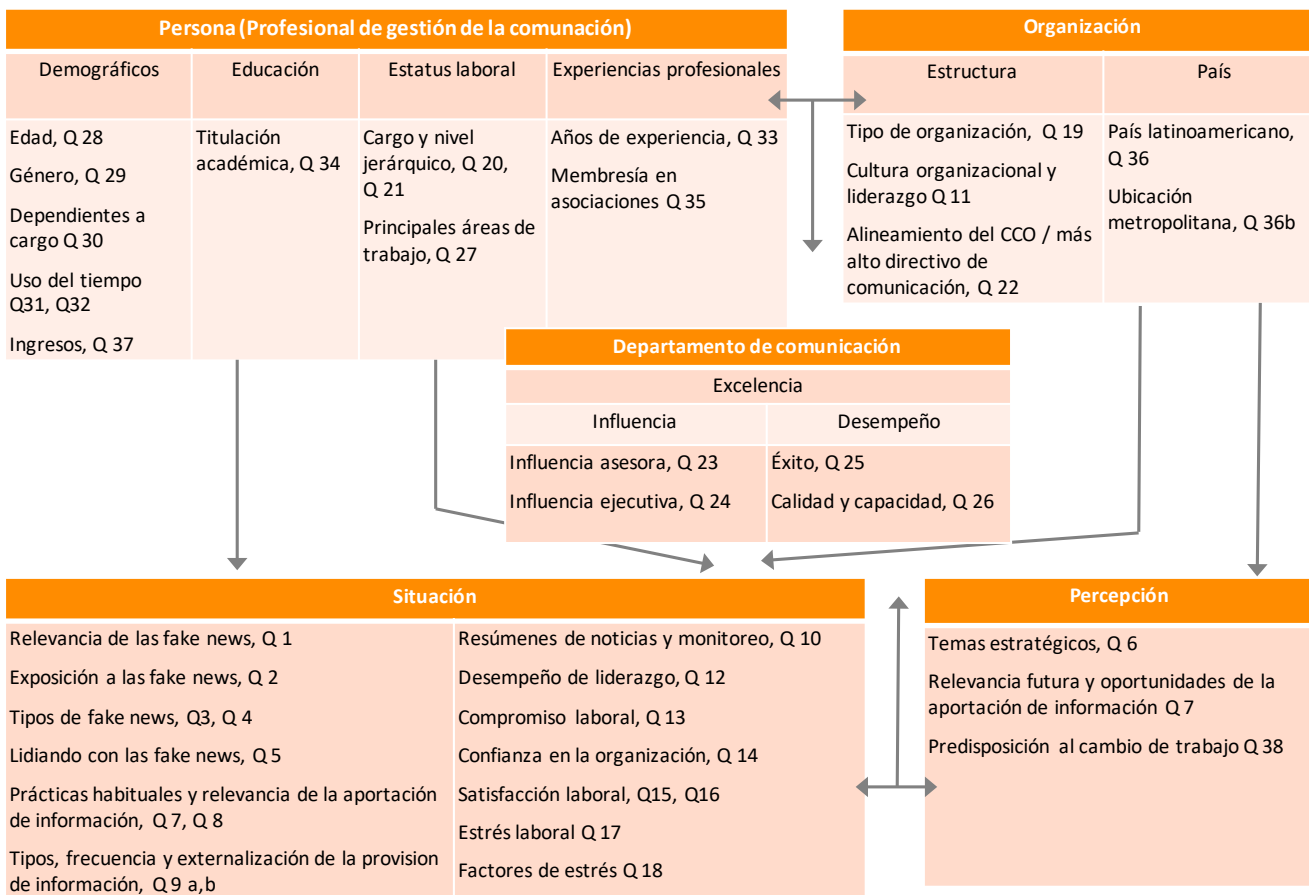 Persona (Profesional de gestión de la comunación)
Demográficos
Educación
Estatus laboral
Experiencias profesionales
Edad, Q 28
Género, Q 29
Dependientes a
cargo Q 30
Uso del tiempo
Q31, Q32
Ingresos, Q 37
Titulación
académica, Q 34
Cargo y nivel
jerárquico, Q 20,
Q 21
Principales áreas de
trabajo, Q 27
Años de experiencia, Q 33
Membresía en
asociaciones Q 35
Organización
Estructura
País
Tipo de organización, Q 19
Cultura organizacional y
liderazgo Q 11
Alineamiento del CCO / más
alto directivo de
comunicación, Q 22
País latinoamericano,
Q 36
Ubicación
metropolitana, Q 36b
Departamento de comunicación
Excelencia
Influencia
Desempeño
Influencia asesora, Q 23
Influencia ejecutiva, Q 24
Éxito, Q 25
Calidad y capacidad, Q 26
Situación
Relevancia de las fake news, Q 1
Exposición a las fake news, Q 2
Tipos de fake news, Q3, Q 4
Lidiando con las fake news, Q 5
Prácticas habituales y relevancia de la aportación
de información, Q 7, Q 8
Tipos, frecuencia y externalización de la provision
de información, Q 9 a,b
Resúmenes de noticias y monitoreo, Q 10
Desempeño de liderazgo, Q 12
Compromiso laboral, Q 13
Confianza en la organización, Q 14
Satisfacción laboral, Q15, Q16
Estrés laboral Q 17
Factores de estrés Q 18
Percepción
Temas estratégicos, Q 6
Relevancia futura y oportunidades de la
aportación de información Q 7
Predisposición al cambio de trabajo Q 38